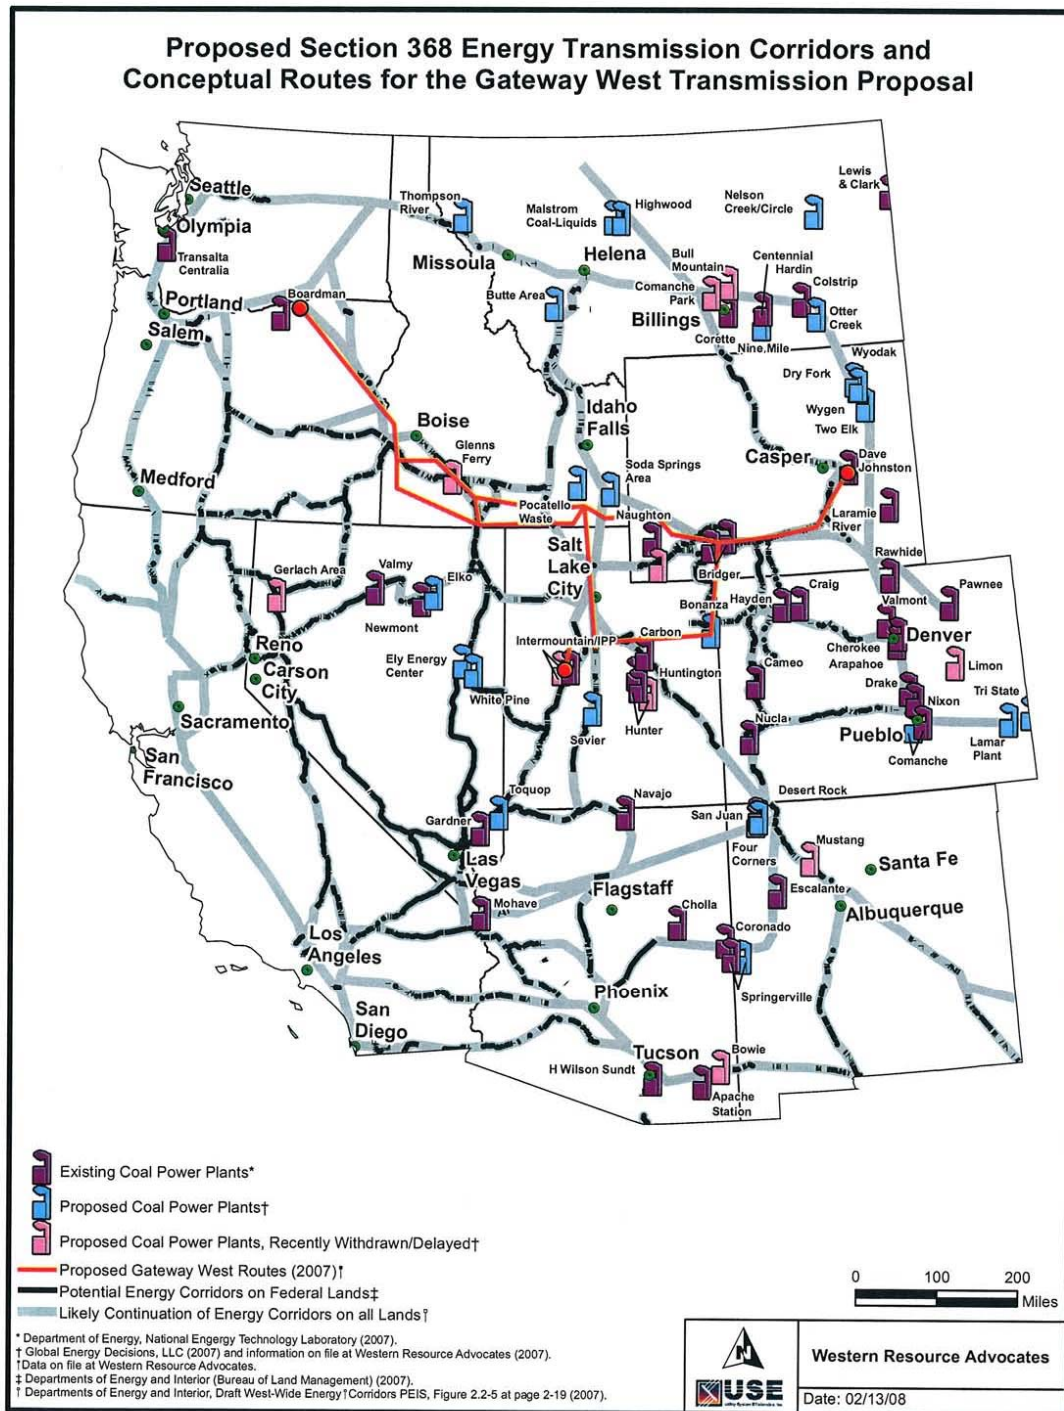 Proposed Section 368 Energy Transmission Corridors and
Conceptual Routes for the Gateway West Transmission Proposal
Lewis
& Clark
Seattle
Thompson
River
Malstrom
Coal-Liquids
Highwood
Nelson
Creek/Circle
Olympia
Transalta
Centralia
Missoula
Helena
Bull
Mountain
Centennial
Hardin
Comanche
Park
Colstrip
Portland
Boardman
Butte Area
Billings
Otter
Creek
Salem
Corette
Nine Mile
Wyodak
Dry Fork
Wygen
Two Elk
Boise
Idaho
Falls
Glenns
Ferry
Casper
Dave
Johnston
Medford
Soda Springs
Area
Pocatello
Waste
Naughton
Laramie
River
Salt
Lake
City
Bridger
Rawhide
Gerlach Area
Valmy
Elko
Newmont
Bonanza
Hayden
Craig
Valmont
Pawnee
Reno
Carson
City
Intermountain/IPP
Carbon
Denver
Cherokee
Arapahoe
Ely Energy
Center
White Pine
Huntington
Cameo
Limon
Drake
Nixon
Tri State
Sacramento
Sevier
Hunter
Nucla
Pueblo
Comanche
Lamar
Plant
San
Francisco
Toquop
Navajo
Desert Rock
Gardner
San Juan
Four
Corners
Mustang
Las
Vegas
Santa Fe
Flagstaff
Escalante
Mohave
Cholla
Albuquerque
Coronado
Los
Angeles
Springerville
Phoenix
San
Diego
Tucson
Bowie
H Wilson Sundt
Apache
Station
Existing Coal Power Plants*
Proposed Coal Power Plants†
Proposed Coal Power Plants, Recently Withdrawn/Delayed†
Proposed Gateway West Routes (2007)†
Potential Energy Corridors on Federal Lands‡
Likely Continuation of Energy Corridors on all Lands†
0 100 200
Miles
* Department of Energy, National Engergy Technology Laboratory (2007).
† Global Energy Decisions, LLC (2007) and information on file at Western Resource Advocates (2007).
†Data on file at Western Resource Advocates.
‡ Departments of Energy and Interior (Bureau of Land Management) (2007).
† Departments of Energy and Interior, Draft West-Wide Energy†Corridors PEIS, Figure 2.2-5 at page 2-19 (2007).
N
USE
Western Resource Advocates
Date: 02/13/08